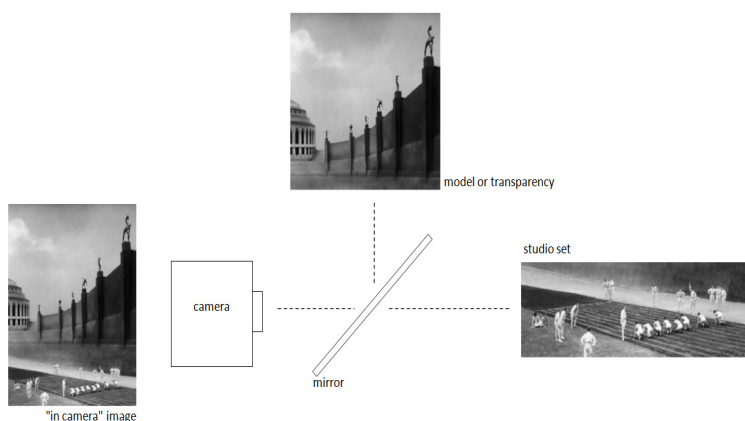 model or transparency
studio set
camera
mirror
"in camera" image